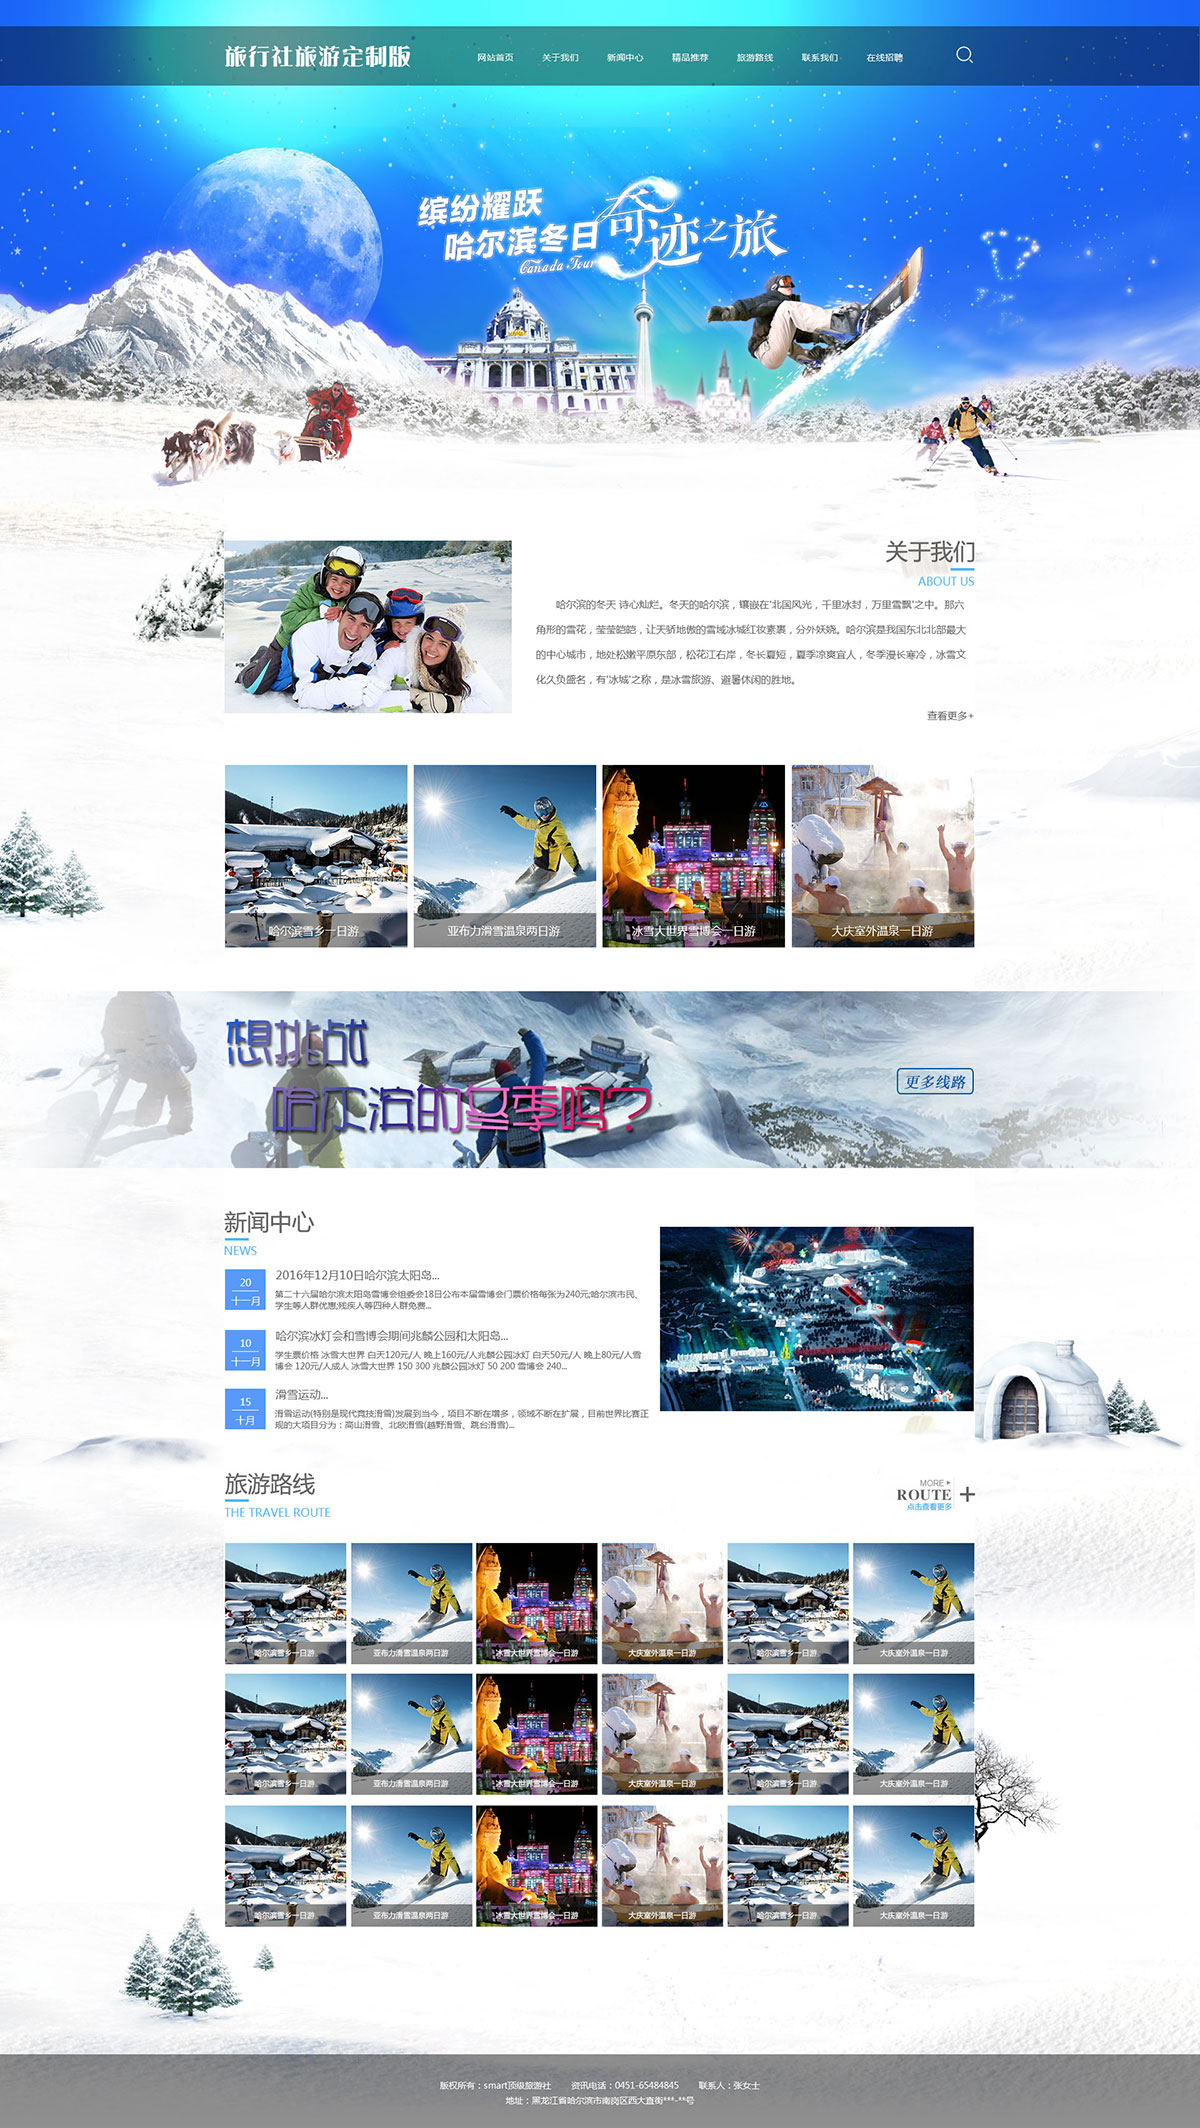 旅行社旅游定制版
网站首页 关于我们 新闻中心 精品推荐 旅游路线 联系我们 在线招聘
缤纷耀跃
哈尔滨冬日奇迹之旅
Canada Tour
关于我们
ABOUT US
哈尔滨的冬天 诗心灿烂。冬天的哈尔滨，镶嵌在'北国风光，千里冰封，万里雪飘'之中。那六
角形的雪花，莹莹皑皑，让天骄地傲的雪域冰城红妆素裹，分外妖娆。哈尔滨是我国东北北部最大
的中心城市，地处松嫩平原东部，松花江右岸，冬长夏短，夏季凉爽宜人，冬季漫长寒冷，冰雪文
化久负盛名，有'冰城'之称，是冰雪旅游、避暑休闲的胜地。
查看更多+
哈尔滨雪乡一日游
亚布力滑雪温泉两日游
冰雪大世界雪博会一日游
大庆室外温泉一日游
想挑战
哈尔滨的夏季吗？
更多线路
新闻中心
NEWS
20
十一月
2016年12月10日哈尔滨太阳岛...
第二十六届哈尔滨太阳岛雪博会组委会18日公布本届雪博会门票价格每张为240元;哈尔滨市民、
学生等人群优惠;残疾人等四种人群免费...
10
十一月
哈尔滨冰灯会和雪博会期间兆麟公园和太阳岛...
学生票价格 冰雪大世界 白天120元/人 晚上160元/人兆麟公园冰灯 白天50元/人 晚上80元/人雪
博会 120元/人成人 冰雪大世界 150 300 兆麟公园冰灯 50 200 雪博会 240...
15
十月
滑雪运动...
滑雪运动(特别是现代竞技滑雪)发展到当今，项目不断在增多，领域不断在扩展，目前世界比赛正
规的大项目分为：高山滑雪、北欧滑雪(越野滑雪、跳台滑雪)...
旅游路线
THE TRAVEL ROUTE
MORE
ROUTE
点击查看更多
哈尔滨雪乡一日游 亚布力滑雪温泉两日游 冰雪大世界雪博会一日游 大庆室外温泉一日游 哈尔滨雪乡一日游 大庆室外温泉一日游
哈尔滨雪乡一日游 亚布力滑雪温泉两日游 冰雪大世界雪博会一日游 大庆室外温泉一日游 哈尔滨雪乡一日游 大庆室外温泉一日游
哈尔滨雪乡一日游 亚布力滑雪温泉两日游 冰雪大世界雪博会一日游 大庆室外温泉一日游 哈尔滨雪乡一日游 大庆室外温泉一日游
版权所有：smart顶级旅游社 资讯电话：0451-65484845 联系人：张女士
地址：黑龙江省哈尔滨市南岗区西大直街***-**号